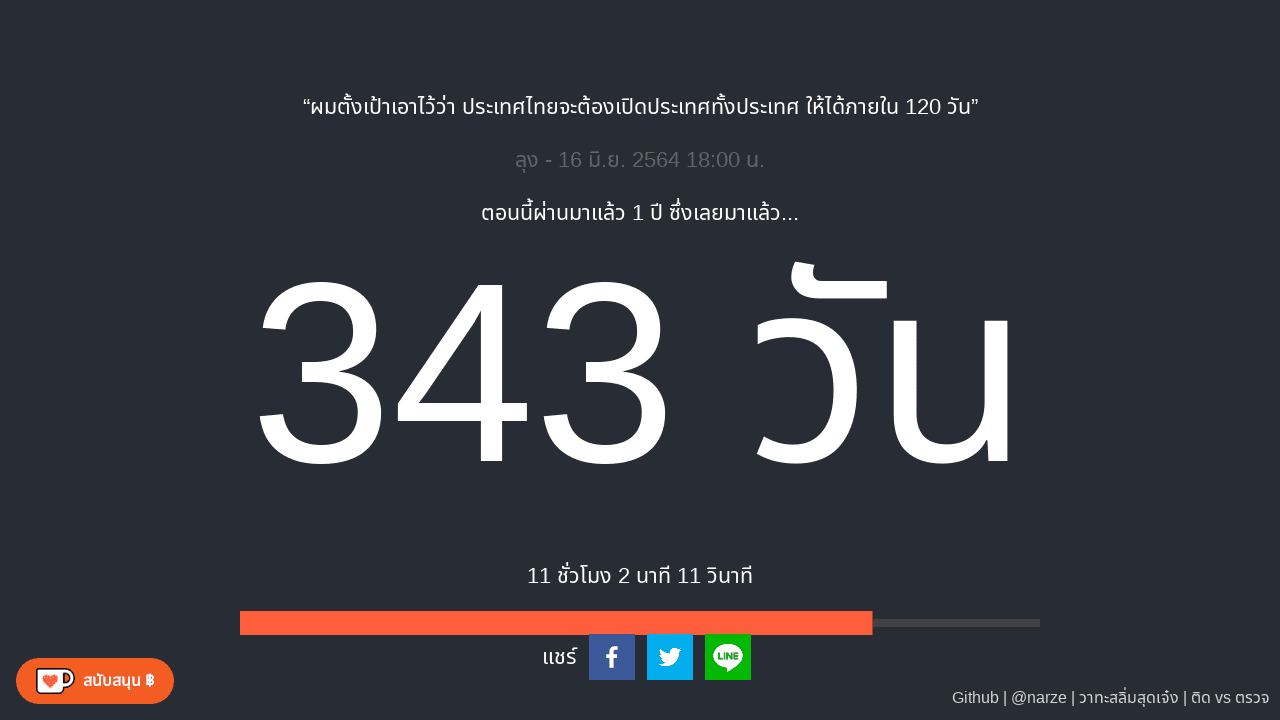 “ผมตั้งเป้าเอาไว้ว่า ประเทศไทยจะต้องเปิดประเทศทั้งประเทศ ให้ได้ภายใน 120 วัน”
ลุง - 16 มิ.ย. 2564 18:00 น.
ตอนนี้ผ่านมาแล้ว 1 ปี ซึ่งเลยมาแล้ว...
343 วัน
11 ชั่วโมง 2 นาที 11 วินาที
แชร์
LINE
สนับสนุน ฿
Github | @narze | วาทะสลิ่มสุดเจ๋ง | ติด vs ตรวจ